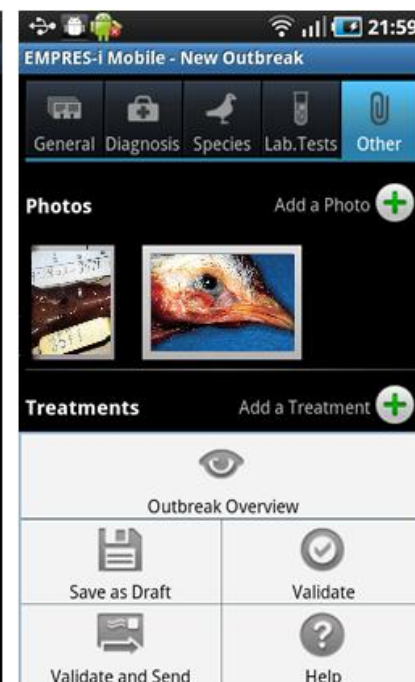 21:59
EMPRES-i Mobile - New Outbreak
General Diagnosis Species Lab.Tests Other
Photos Add a Photo
Treatments Add a Treatment
Outbreak Overview
Save as Draft Validate
Validate and Send Help